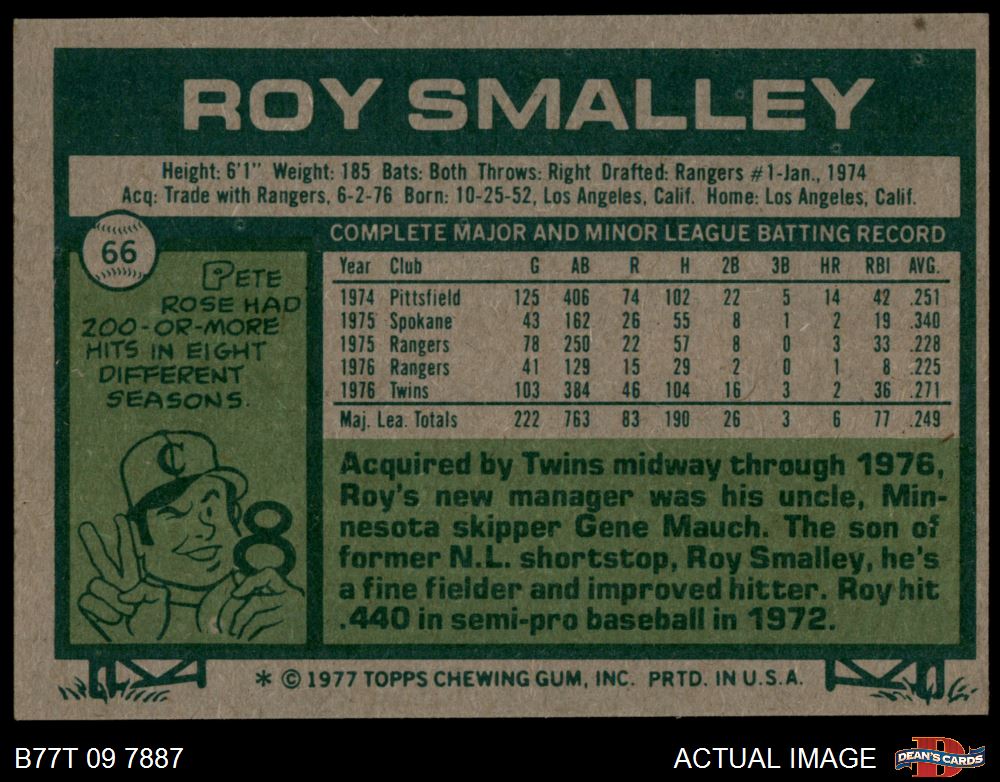 ROY SMALLEY
Height: 6'1" Weight: 185 Bats: Both Throws: Right Drafted: Rangers #1-Jan., 1974
Acq: Trade with Rangers, 6-2-76 Born: 10-25-52, Los Angeles, Calif. Home: Los Angeles, Calif.
66
PETE
ROSE HAD
200-OR-MORE
HITS IN EIGHT
DIFFERENT
SEASONS.
C
8
COMPLETE MAJOR AND MINOR LEAGUE BATTING RECORD
Year Club G AB R H 2B 3B HR RBI AVG.
1974 Pittsfield 125 406 74 102 22 5 14 42 .251
1975 Spokane 43 162 26 55 8 1 2 19 .340
1975 Rangers 78 250 22 57 8 0 3 33 .228
1976 Rangers 41 129 15 29 2 0 1 8 .225
1976 Twins 103 384 46 104 16 3 2 36 .271
Maj. Lea. Totals 222 763 83 190 26 3 6 77 .249
Acquired by Twins midway through 1976,
Roy's new manager was his uncle, Min-
nesota skipper Gene Mauch. The son of
former N.L. shortstop, Roy Smalley, he's
a fine fielder and improved hitter. Roy hit
.440 in semi-pro baseball in 1972.
* © 1977 TOPPS CHEWING GUM, INC. PRTD. IN U.S.A.
B77T 09 7887
ACTUAL IMAGE
D
DEAN'S CARDS